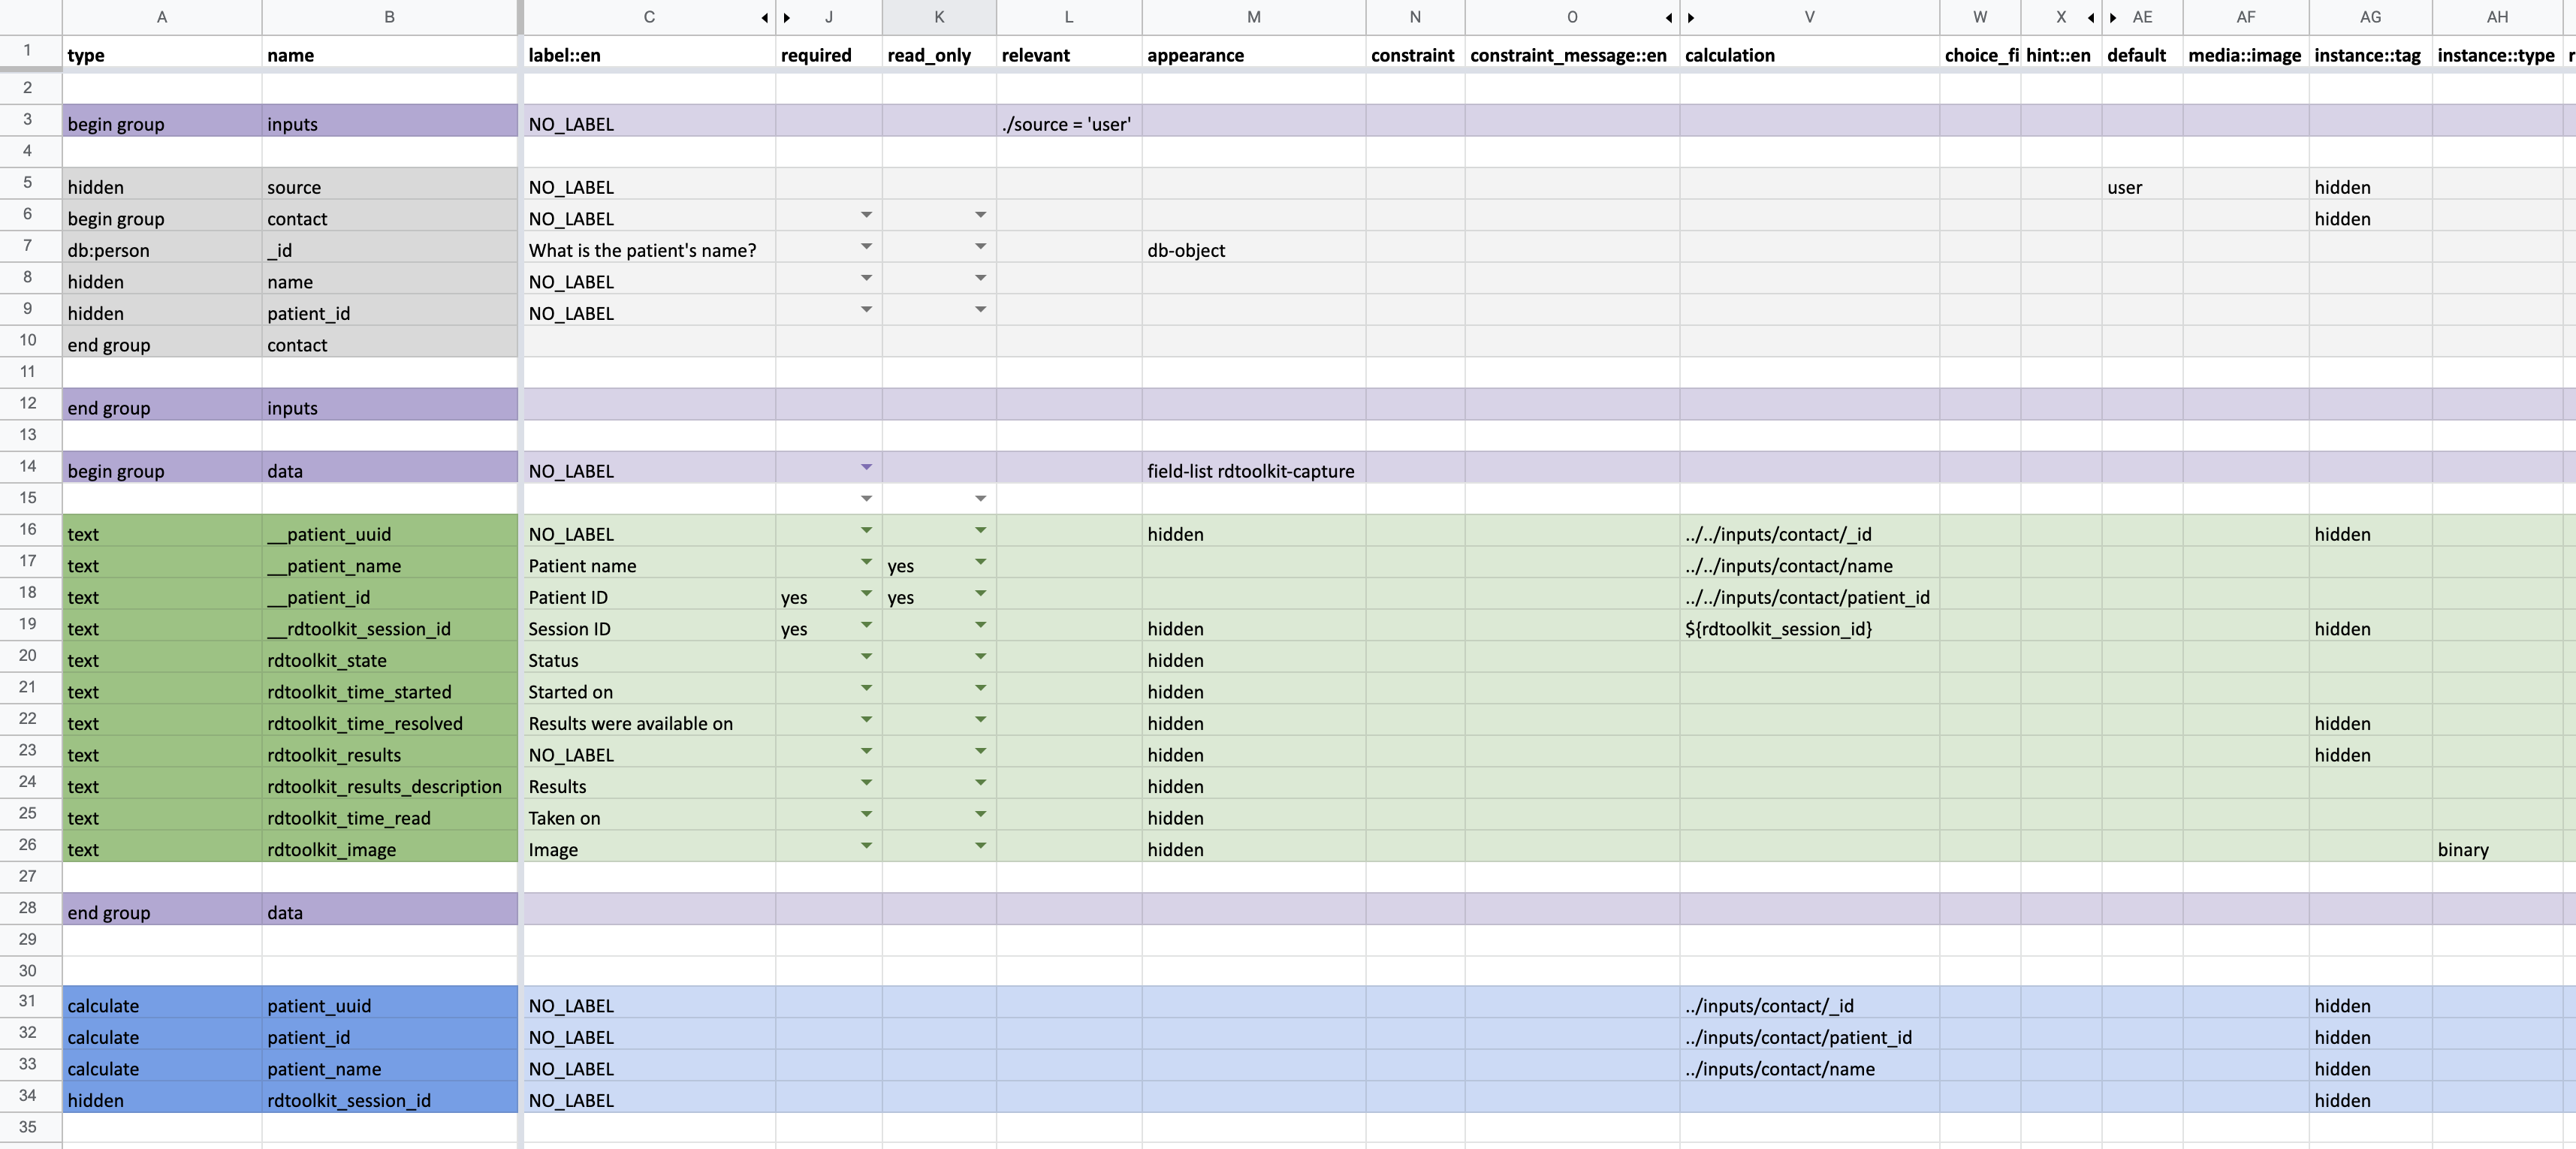 A B C J K L M N O V W X AE AF AG AH
1 type name label::en required read_only relevant appearance constraint constraint_message::en calculation choice_fi hint::en default media::image instance::tag instance::type r
2
3 begin group inputs NO_LABEL ./source = 'user'
4
5 hidden source NO_LABEL user hidden
6 begin group contact NO_LABEL hidden
7 db:person _id What is the patient's name? db-object
8 hidden name NO_LABEL
9 hidden patient_id NO_LABEL
10 end group contact
11
12 end group inputs
13
14 begin group data NO_LABEL field-list rdtoolkit-capture
15
16 text __patient_uuid NO_LABEL hidden ../../inputs/contact/_id hidden
17 text __patient_name Patient name yes ../../inputs/contact/name
18 text __patient_id Patient ID yes yes ../../inputs/contact/patient_id
19 text __rdtoolkit_session_id Session ID yes hidden ${rdtoolkit_session_id} hidden
20 text rdtoolkit_state Status hidden
21 text rdtoolkit_time_started Started on hidden
22 text rdtoolkit_time_resolved Results were available on hidden hidden
23 text rdtoolkit_results NO_LABEL hidden hidden
24 text rdtoolkit_results_description Results hidden
25 text rdtoolkit_time_read Taken on hidden
26 text rdtoolkit_image Image hidden binary
27
28 end group data
29
30
31 calculate patient_uuid NO_LABEL ../inputs/contact/_id hidden
32 calculate patient_id NO_LABEL ../inputs/contact/patient_id hidden
33 calculate patient_name NO_LABEL ../inputs/contact/name hidden
34 hidden rdtoolkit_session_id NO_LABEL hidden
35